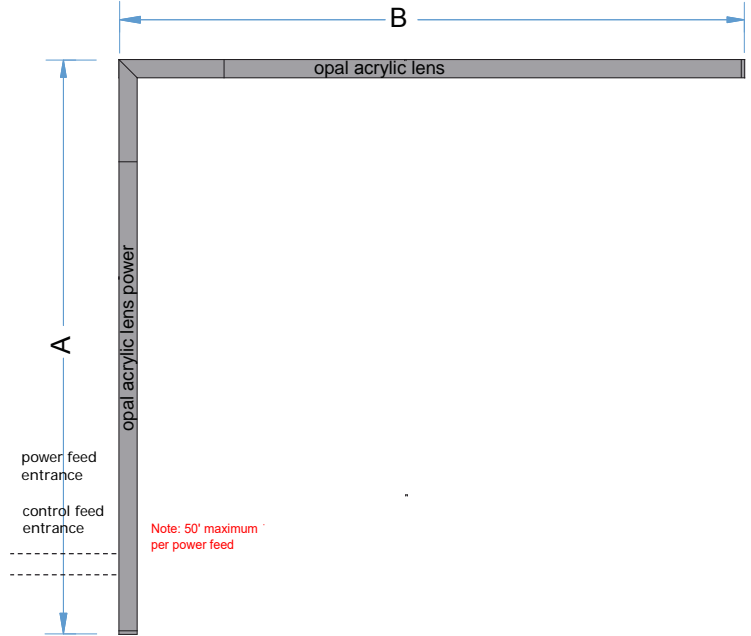 B
opal acrylic lens
opal acrylic lens power
A
power feed
entrance
control feed
entrance
Note: 50' maximum
per power feed
"